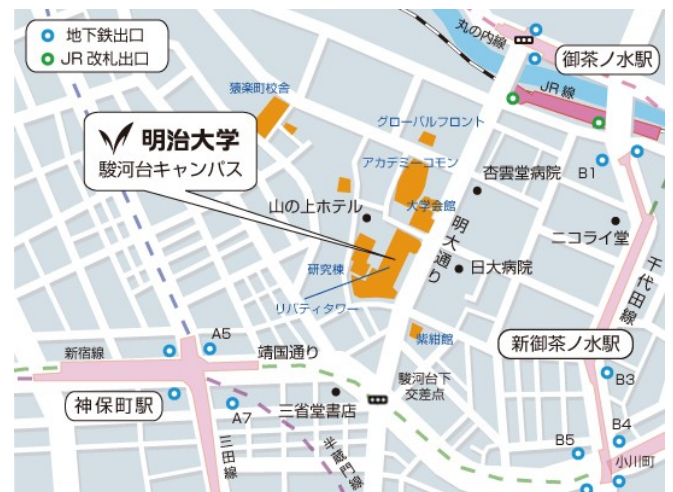 地下鉄出口
JR改札出口
丸の内線
御茶ノ水駅
JR線
猿楽町校舎
グローバルフロント
明治大学
駿河台キャンパス
アカデミーコモン
杏雲堂病院
B1
山の上ホテル
大学会館
明大通り
ニコライ堂
研究棟
日大病院
千代田線
リバティタワー
紫紺館
新御茶ノ水駅
A5
新宿線
靖国通り
駿河台下
交差点
B3
神保町駅
A7
三省堂書店
三田線
半蔵門線
B4
B5
小川町